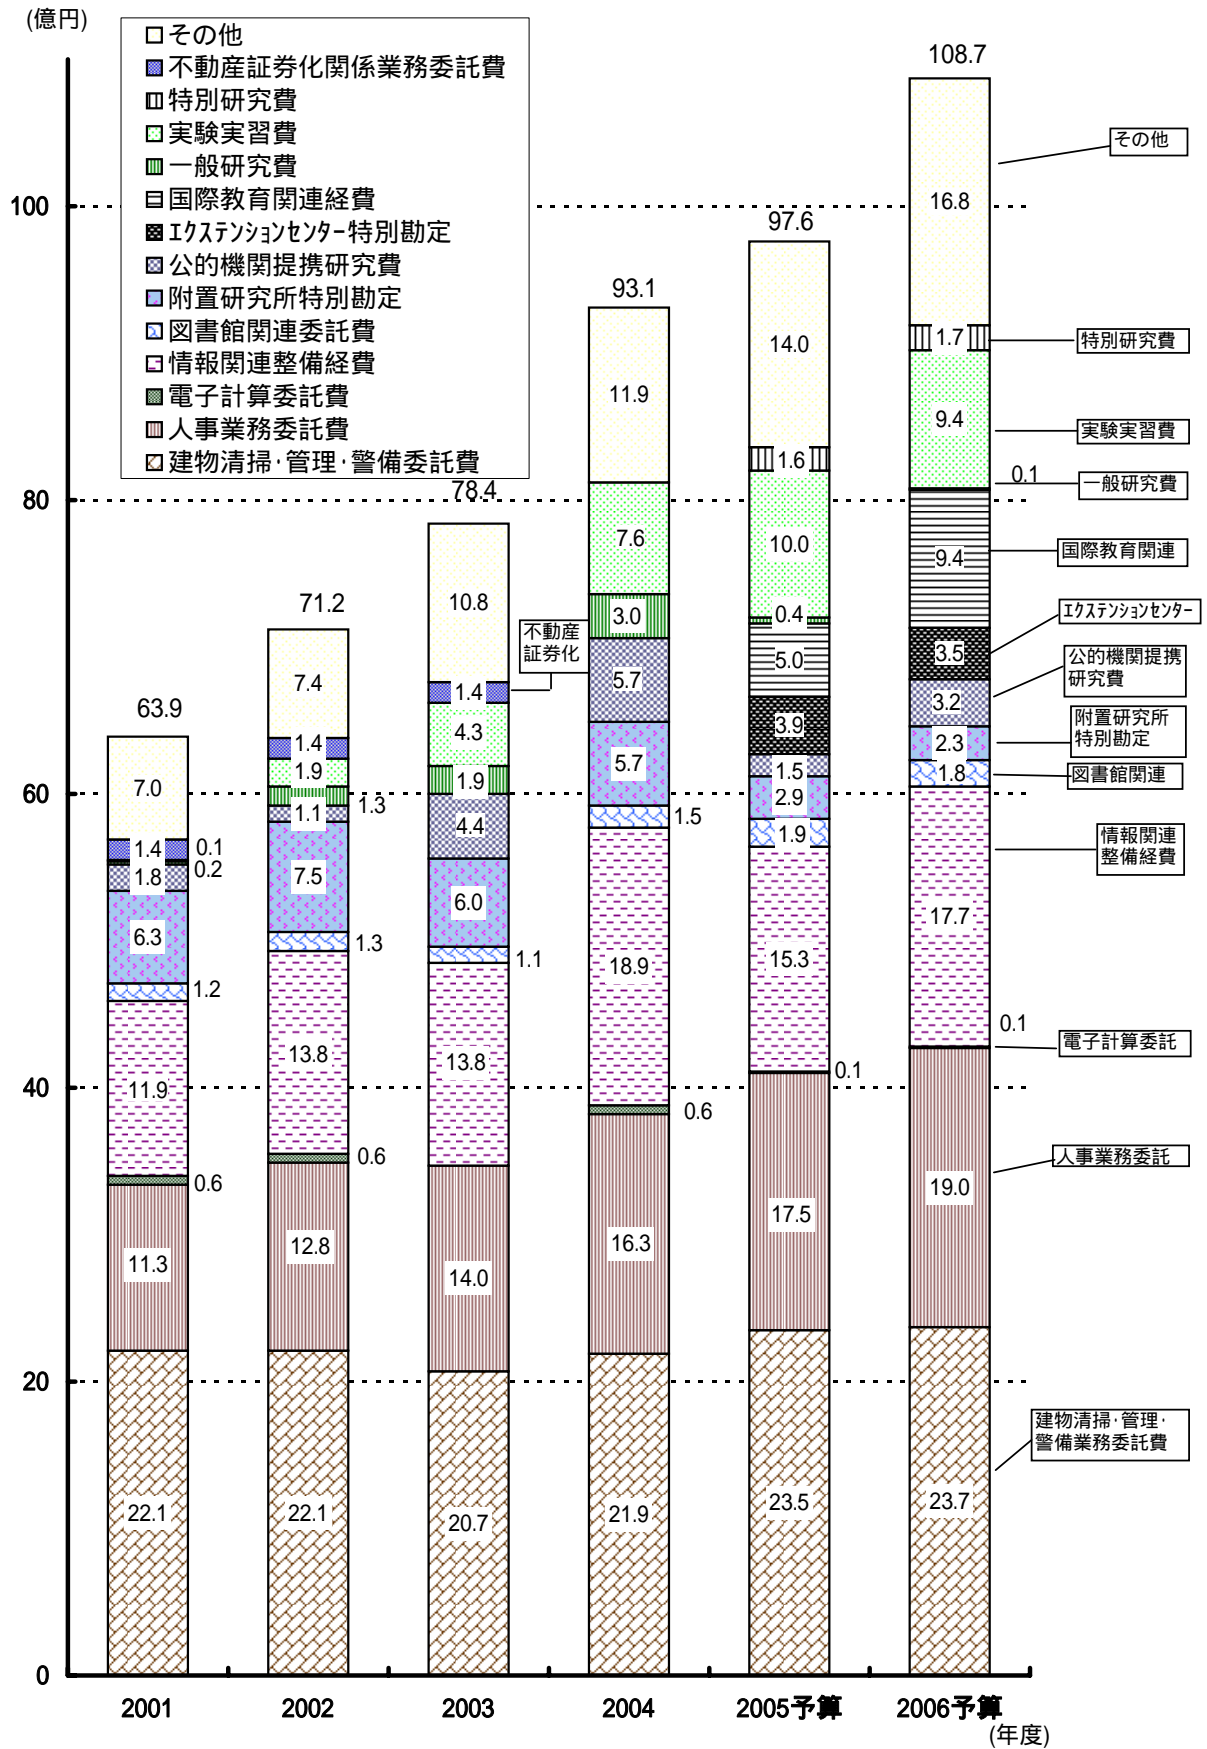 (億円)
その他
不動産証券化関係業務委託費
特別研究費
実験実習費
一般研究費
国際教育関連経費
ｴｸｽﾃﾝｼｮﾝｾﾝﾀｰ特別勘定
公的機関提携研究費
附置研究所特別勘定
図書館関連委託費
情報関連整備経費
電子計算委託費
人事業務委託費
建物清掃･管理･警備委託費
100
80
60
40
20
0
63.9
7.0
1.4
0.1
0.2
1.8
6.3
1.2
11.9
0.6
11.3
22.1
2001
71.2
7.4
1.4
1.9
1.3
1.1
7.5
1.3
13.8
0.6
12.8
22.1
2002
78.4
10.8
1.4
4.3
1.9
4.4
6.0
1.1
13.8
14.0
20.7
2003
不動産
証券化
93.1
11.9
7.6
3.0
5.7
5.7
1.5
18.9
0.6
16.3
21.9
2004
97.6
14.0
1.6
10.0
0.4
5.0
3.9
1.5
2.9
1.9
15.3
0.1
17.5
23.5
2005予算
108.7
16.8
1.7
9.4
0.1
9.4
3.5
3.2
2.3
1.8
17.7
0.1
19.0
23.7
2006予算
(年度)
その他
特別研究費
実験実習費
一般研究費
国際教育関連
ｴｸｽﾃﾝｼｮﾝｾﾝﾀｰ
公的機関提携
研究費
附置研究所
特別勘定
図書館関連
情報関連
整備経費
電子計算委託
人事業務委託
建物清掃･管理･
警備業務委託費